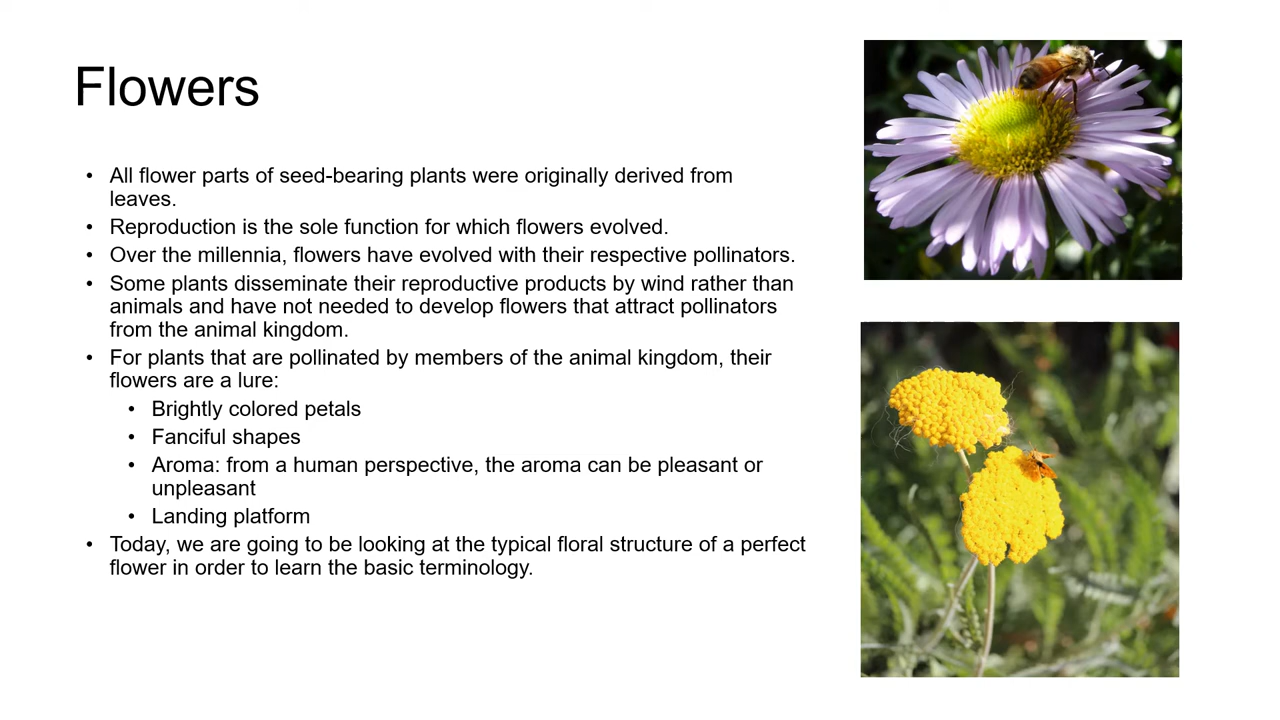 Flowers
• All flower parts of seed-bearing plants were originally derived from
leaves.
• Reproduction is the sole function for which flowers evolved.
• Over the millennia, flowers have evolved with their respective pollinators.
• Some plants disseminate their reproductive products by wind rather than
animals and have not needed to develop flowers that attract pollinators
from the animal kingdom.
• For plants that are pollinated by members of the animal kingdom, their
flowers are a lure:
• Brightly colored petals
• Fanciful shapes
• Aroma: from a human perspective, the aroma can be pleasant or
unpleasant
• Landing platform
• Today, we are going to be looking at the typical floral structure of a perfect
flower in order to learn the basic terminology.